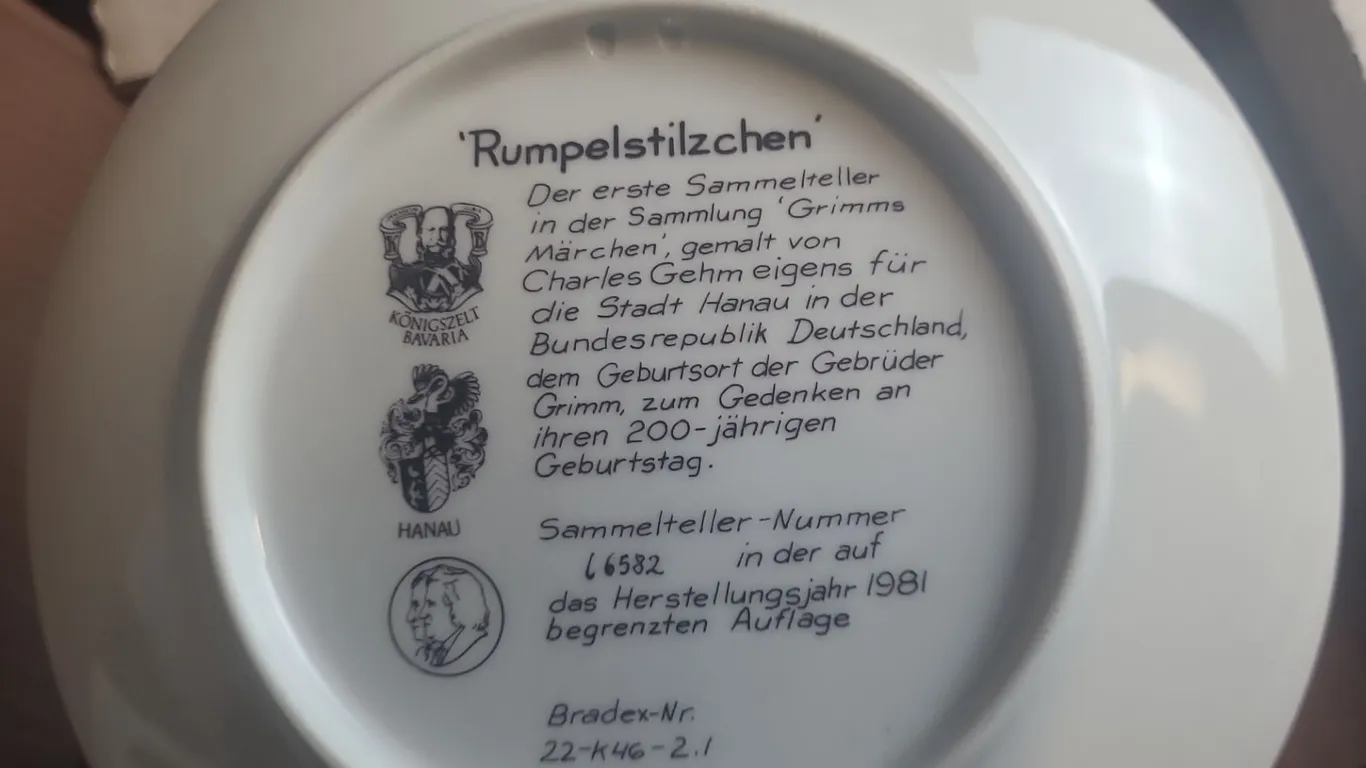 'Rumpelstilzchen'
Der erste Sammelteller
in der Sammlung 'Grimms
Märchen', gemalt von
Charles Gehm eigens für
die Stadt Hanau in der
Bundesrepublik Deutschland,
dem Geburtsort der Gebrüder
Grimm, zum Gedenken an
ihren 200-jährigen
Geburtstag.
KÖNIGSZELT
BAVARIA
HANAU
Sammelteller-Nummer
L6582 in der auf
das Herstellungsjahr 1981
begrenzten Auflage
Bradex-Nr.
22-K46-2.1